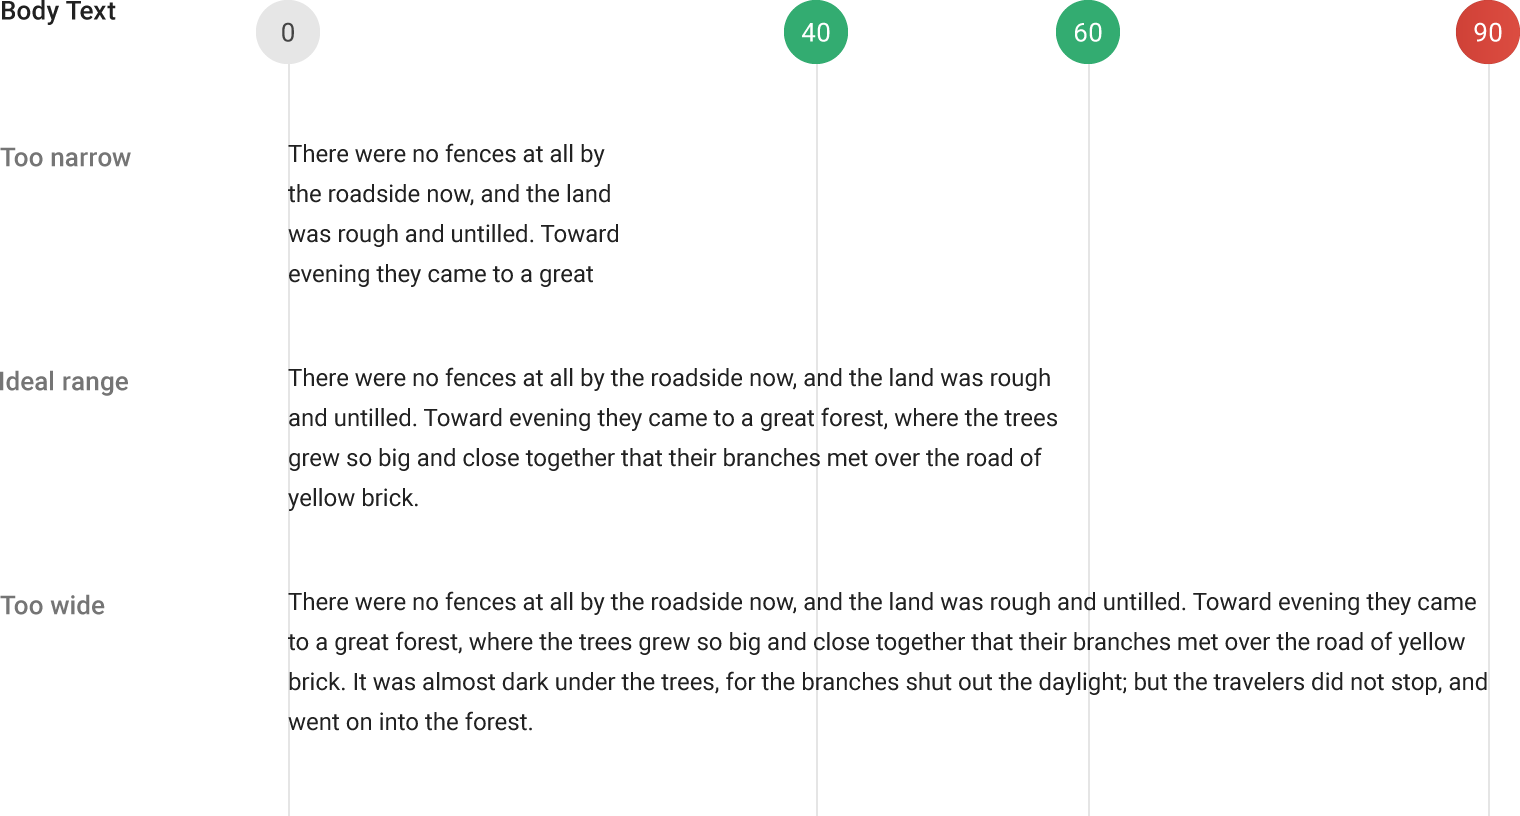 Body Text
0
40
60
90
Too narrow
There were no fences at all by
the roadside now, and the land
was rough and untilled. Toward
evening they came to a great
Ideal range
There were no fences at all by the roadside now, and the land was rough
and untilled. Toward evening they came to a great forest, where the trees
grew so big and close together that their branches met over the road of
yellow brick.
Too wide
There were no fences at all by the roadside now, and the land was rough and untilled. Toward evening they came
to a great forest, where the trees grew so big and close together that their branches met over the road of yellow
brick. It was almost dark under the trees, for the branches shut out the daylight; but the travelers did not stop, and
went on into the forest.